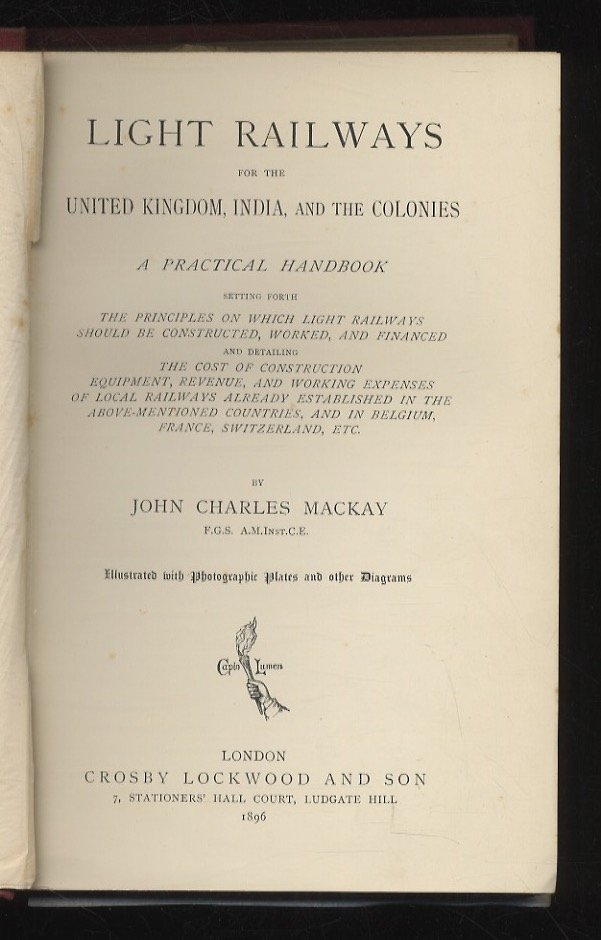 LIGHT RAILWAYS
FOR THE
UNITED KINGDOM, INDIA, AND THE COLONIES
A PRACTICAL HANDBOOK
SETTING FORTH
THE PRINCIPLES ON WHICH LIGHT RAILWAYS
SHOULD BE CONSTRUCTED, WORKED, AND FINANCED
AND DETAILING
THE COST OF CONSTRUCTION
EQUIPMENT, REVENUE, AND WORKING EXPENSES
OF LOCAL RAILWAYS ALREADY ESTABLISHED IN THE
ABOVE-MENTIONED COUNTRIES, AND IN BELGIUM,
FRANCE, SWITZERLAND, ETC.
BY
JOHN CHARLES MACKAY
F.G.S. A.M.INST.C.E.
Illustrated with Photographic Plates and other Diagrams
Capio Lumen
LONDON
CROSBY LOCKWOOD AND SON
7, STATIONERS' HALL COURT, LUDGATE HILL
1896